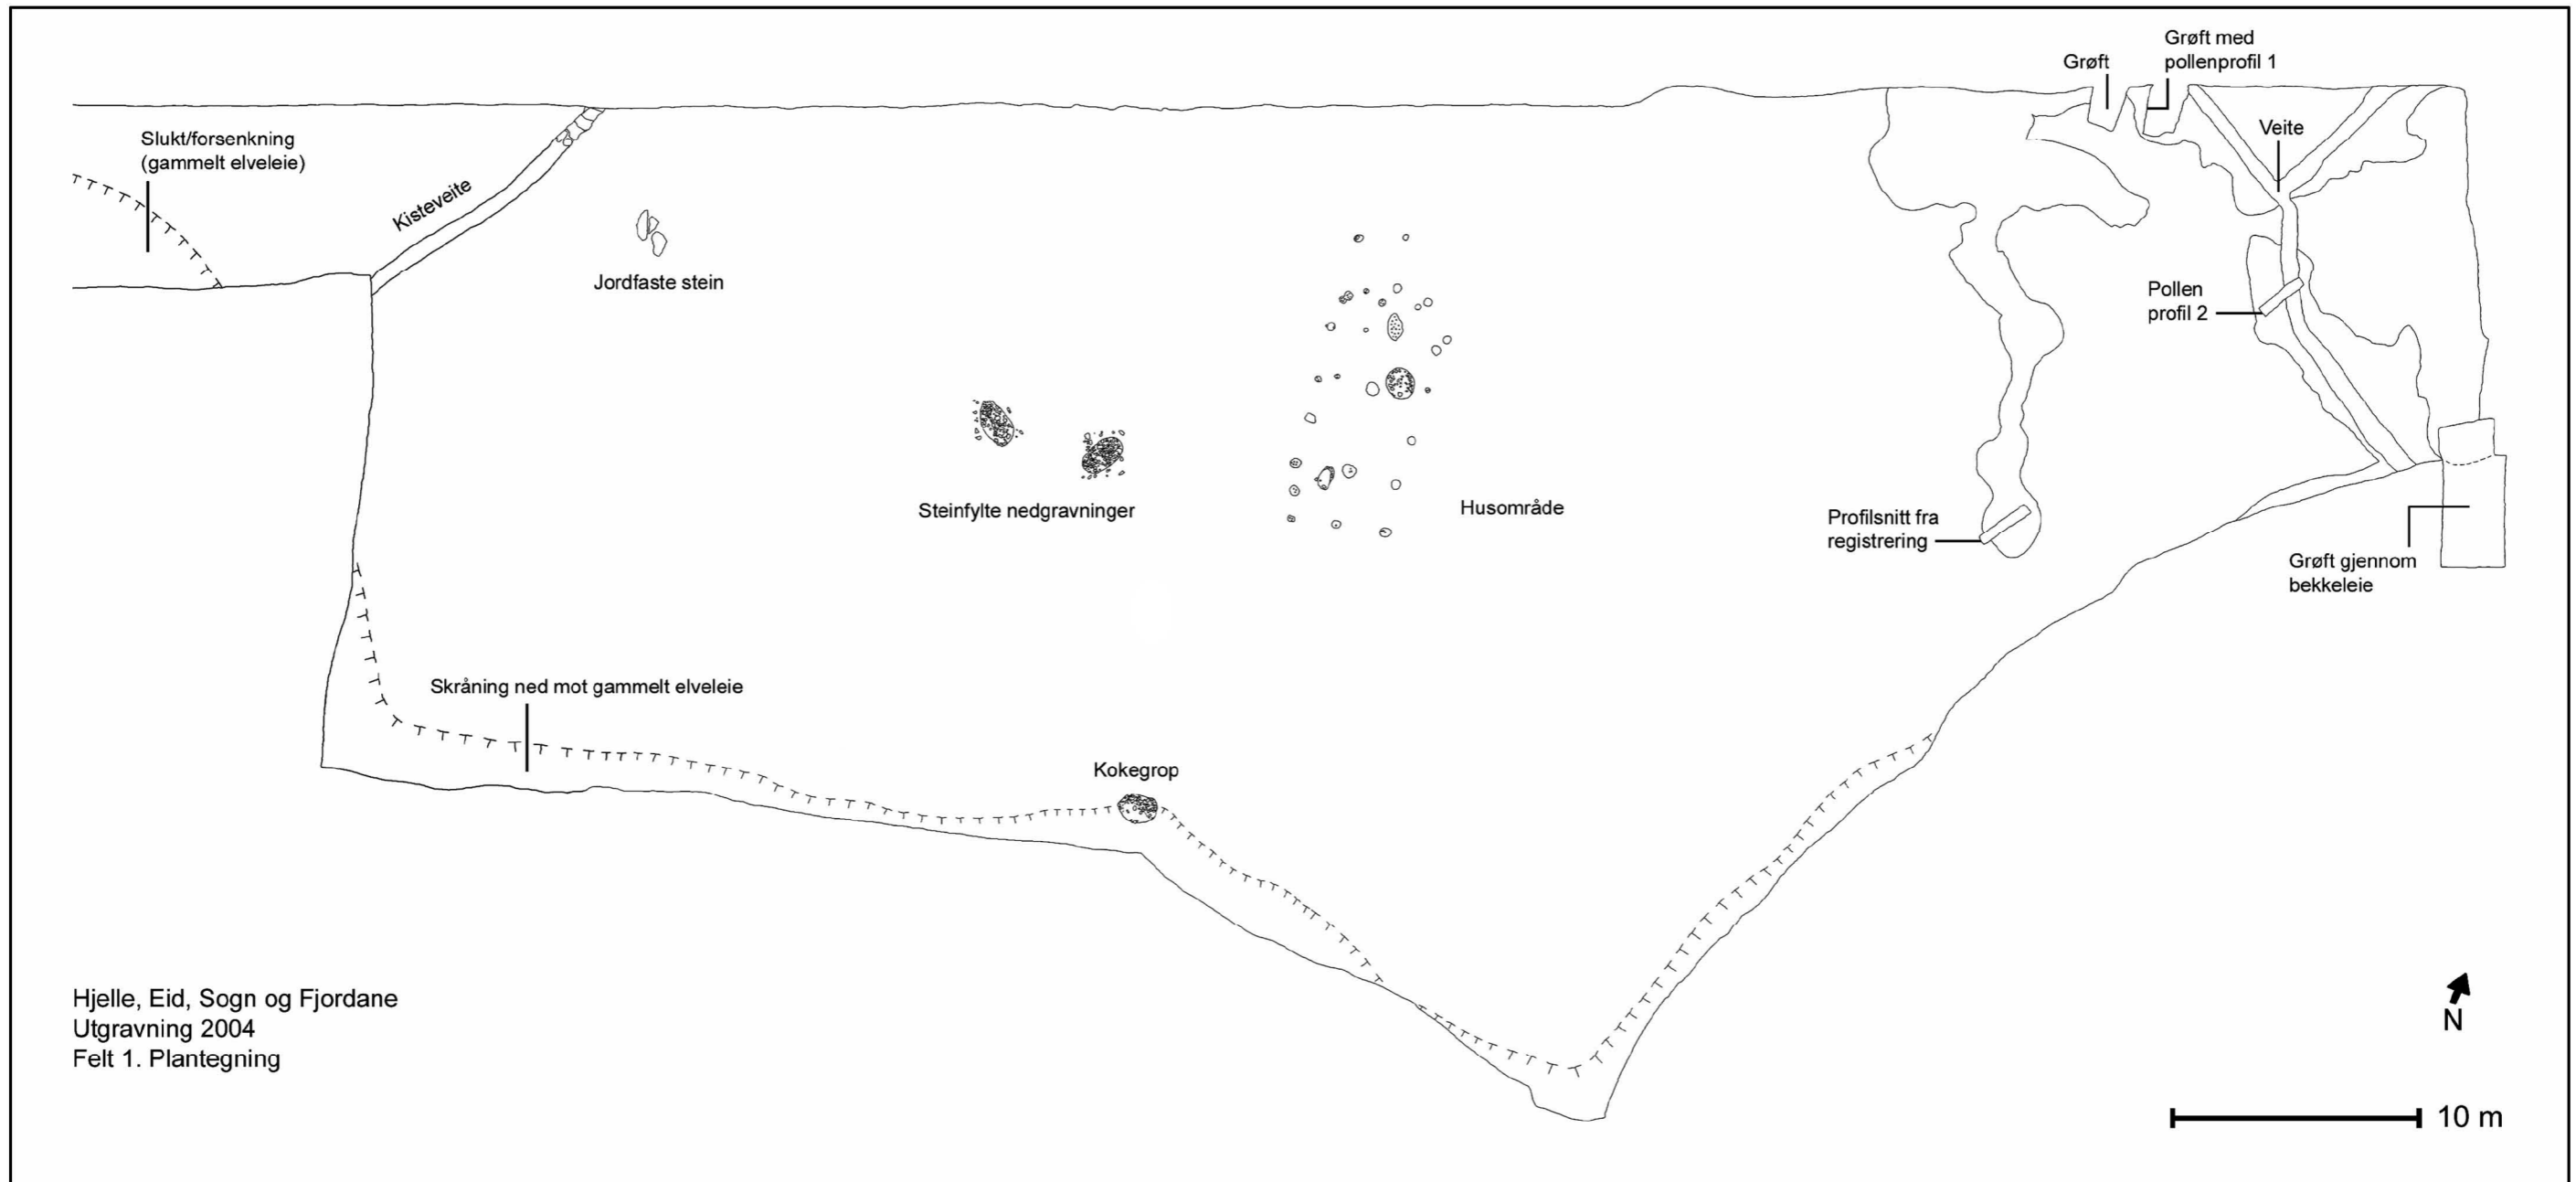 Grøft med
pollenprofil 1
Grøft
Veite
Slukt/forsenkning
(gammelt elveleie)
Kisteveite
Jordfaste stein
Pollen
profil 2
Steinfylte nedgravninger
Husområde
Profilsnitt fra
registrering
Grøft gjennom
bekkeleie
Skråning ned mot gammelt elveleie
Kokegrop
Hjelle, Eid, Sogn og Fjordane
Utgravning 2004
Felt 1. Plantegning
N
10 m